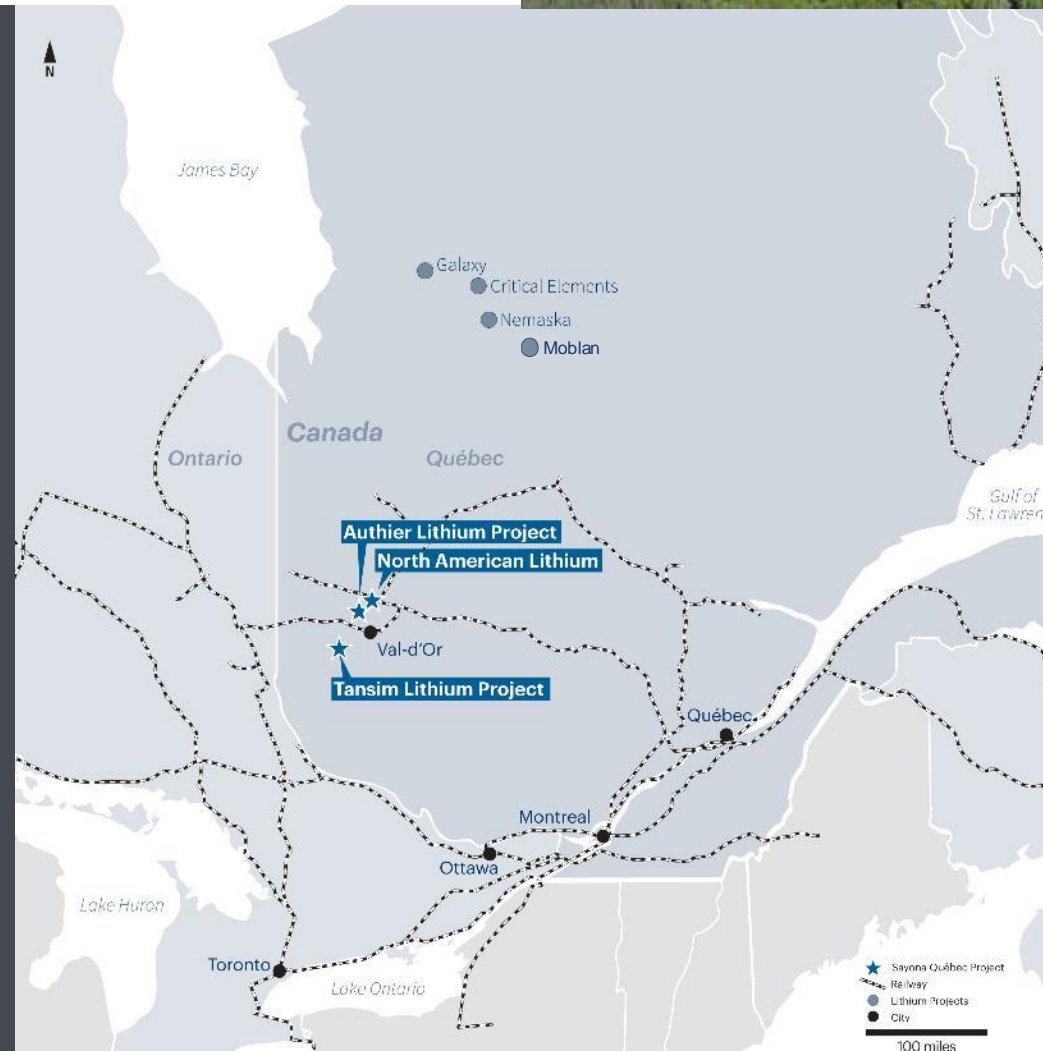 N
James Bay
Galaxy
Critical Elements
Nemaska
Moblan
Canada
Ontario
Québec
Gulf of
St. Lawren
Authier Lithium Project
North American Lithium
Val-d'Or
Tansim Lithium Project
Québec
Montreal
Ottawa
Lake Huron
Toronto
Lake Ontario
Sayona Québec Project
Railway
Lithium Projects
City
100 miles